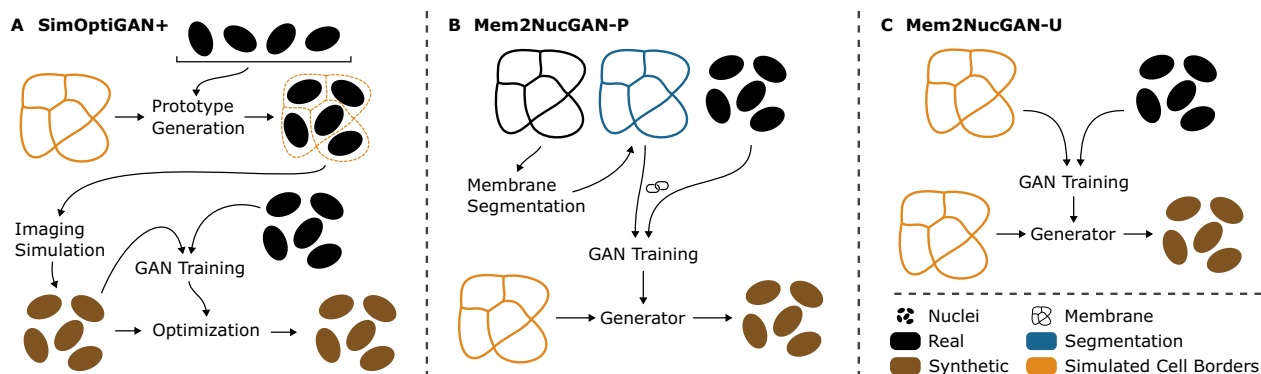 A SimOptiGAN+
Prototype
Generation
Imaging
Simulation
GAN Training
Optimization
B Mem2NucGAN-P
Membrane
Segmentation
GAN Training
Generator
C Mem2NucGAN-U
GAN Training
Generator
Nuclei
Membrane
Real
Segmentation
Synthetic
Simulated Cell Borders